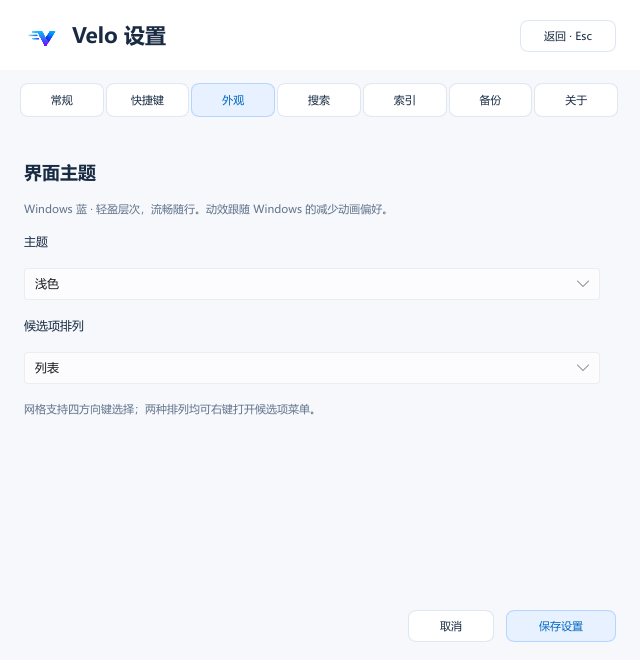 Velo 设置
返回 · Esc
常规
快捷键
外观
搜索
索引
备份
关于
界面主题
Windows 蓝 · 轻盈层次，流畅随行。动效跟随 Windows 的减少动画偏好。
主题
浅色
候选项排列
列表
网格支持四方向键选择；两种排列均可右键打开候选项菜单。
取消
保存设置